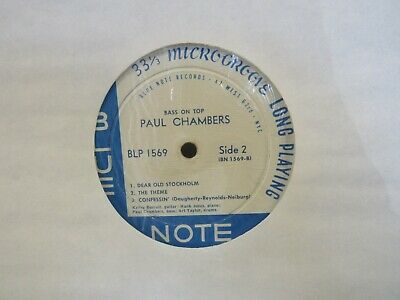 33⅓ MICROGROOVE LONG PLAYING
BLUE NOTE RECORDS • 47 WEST 63rd • NYC
BASS ON TOP
PAUL CHAMBERS
BLP 1569
Side 2
(BN 1569-B)
1. DEAR OLD STOCKHOLM
2. THE THEME
3. CONFESSIN' (Daugherty-Reynolds-Neiburg)
Kenny Burrell, guitar; Hank Jones, piano;
Paul Chambers, bass; Art Taylor, drums.
BLUE
NOTE